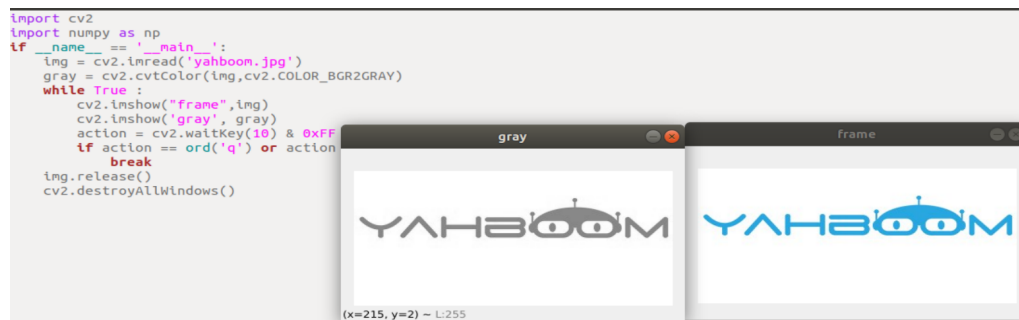 import cv2
import numpy as np
if __name__ == '__main__':
    img = cv2.imread('yahboom.jpg')
    gray = cv2.cvtColor(img,cv2.COLOR_BGR2GRAY)
    while True :
        cv2.imshow("frame",img)
        cv2.imshow('gray', gray)
        action = cv2.waitKey(10) & 0xFF
        if action == ord('q') or action
            break
    img.release()
    cv2.destroyAllWindows()
gray
YAHBOOM
(x=215, y=2) ~ L:255
frame
YAHBOOM